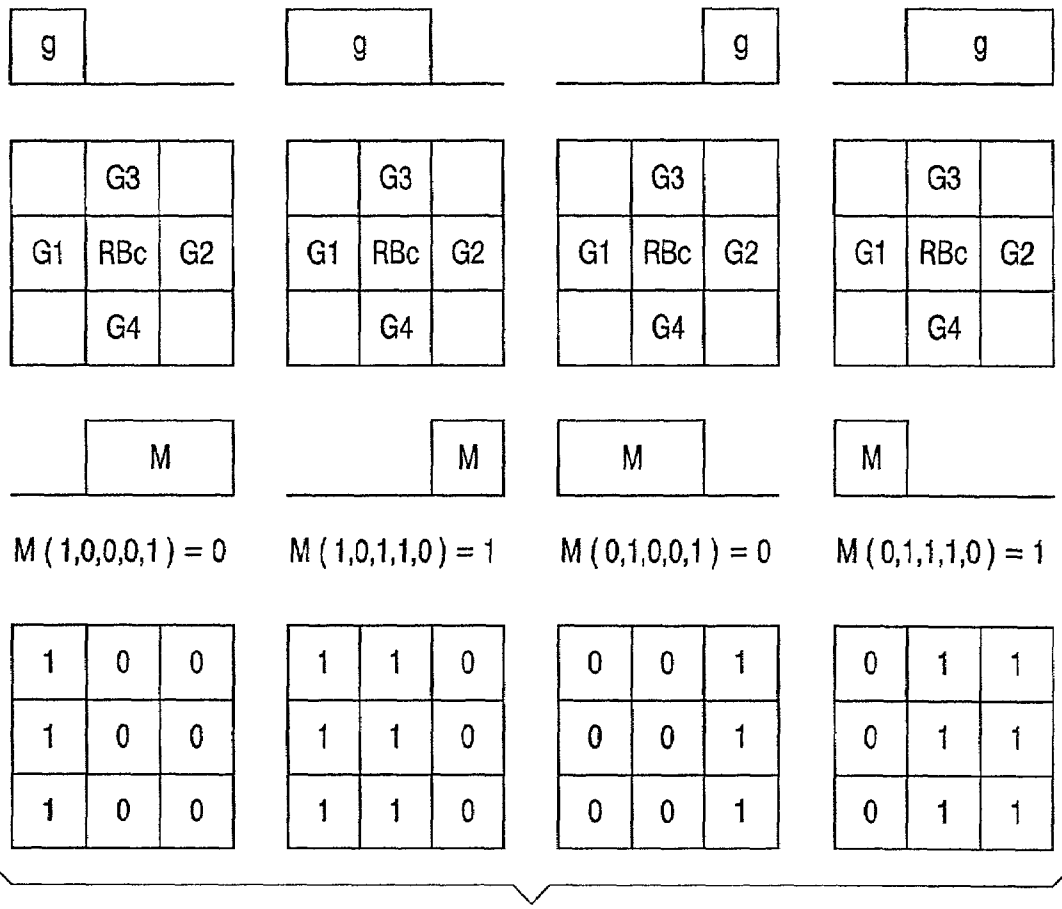 g g g g
G3 G3 G3 G3
G1 RBc G2 G1 RBc G2 G1 RBc G2 G1 RBc G2
G4 G4 G4 G4
M M M M
M ( 1,0,0,0,1 ) = 0 M ( 1,0,1,1,0 ) = 1 M ( 0,1,0,0,1 ) = 0 M ( 0,1,1,1,0 ) = 1
1 0 0 1 1 0 0 0 1 0 1 1
1 0 0 1 1 0 0 0 1 0 1 1
1 0 0 1 1 0 0 0 1 0 1 1